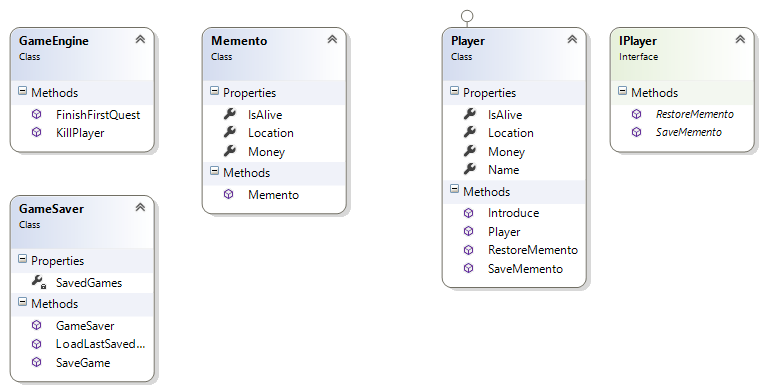 GameEngine
Class
Methods
FinishFirstQuest
KillPlayer
Memento
Class
Properties
IsAlive
Location
Money
Methods
Memento
Player
Class
Properties
IsAlive
Location
Money
Name
Methods
Introduce
Player
RestoreMemento
SaveMemento
IPlayer
Interface
Methods
RestoreMemento
SaveMemento
GameSaver
Class
Properties
SavedGames
Methods
GameSaver
LoadLastSaved...
SaveGame